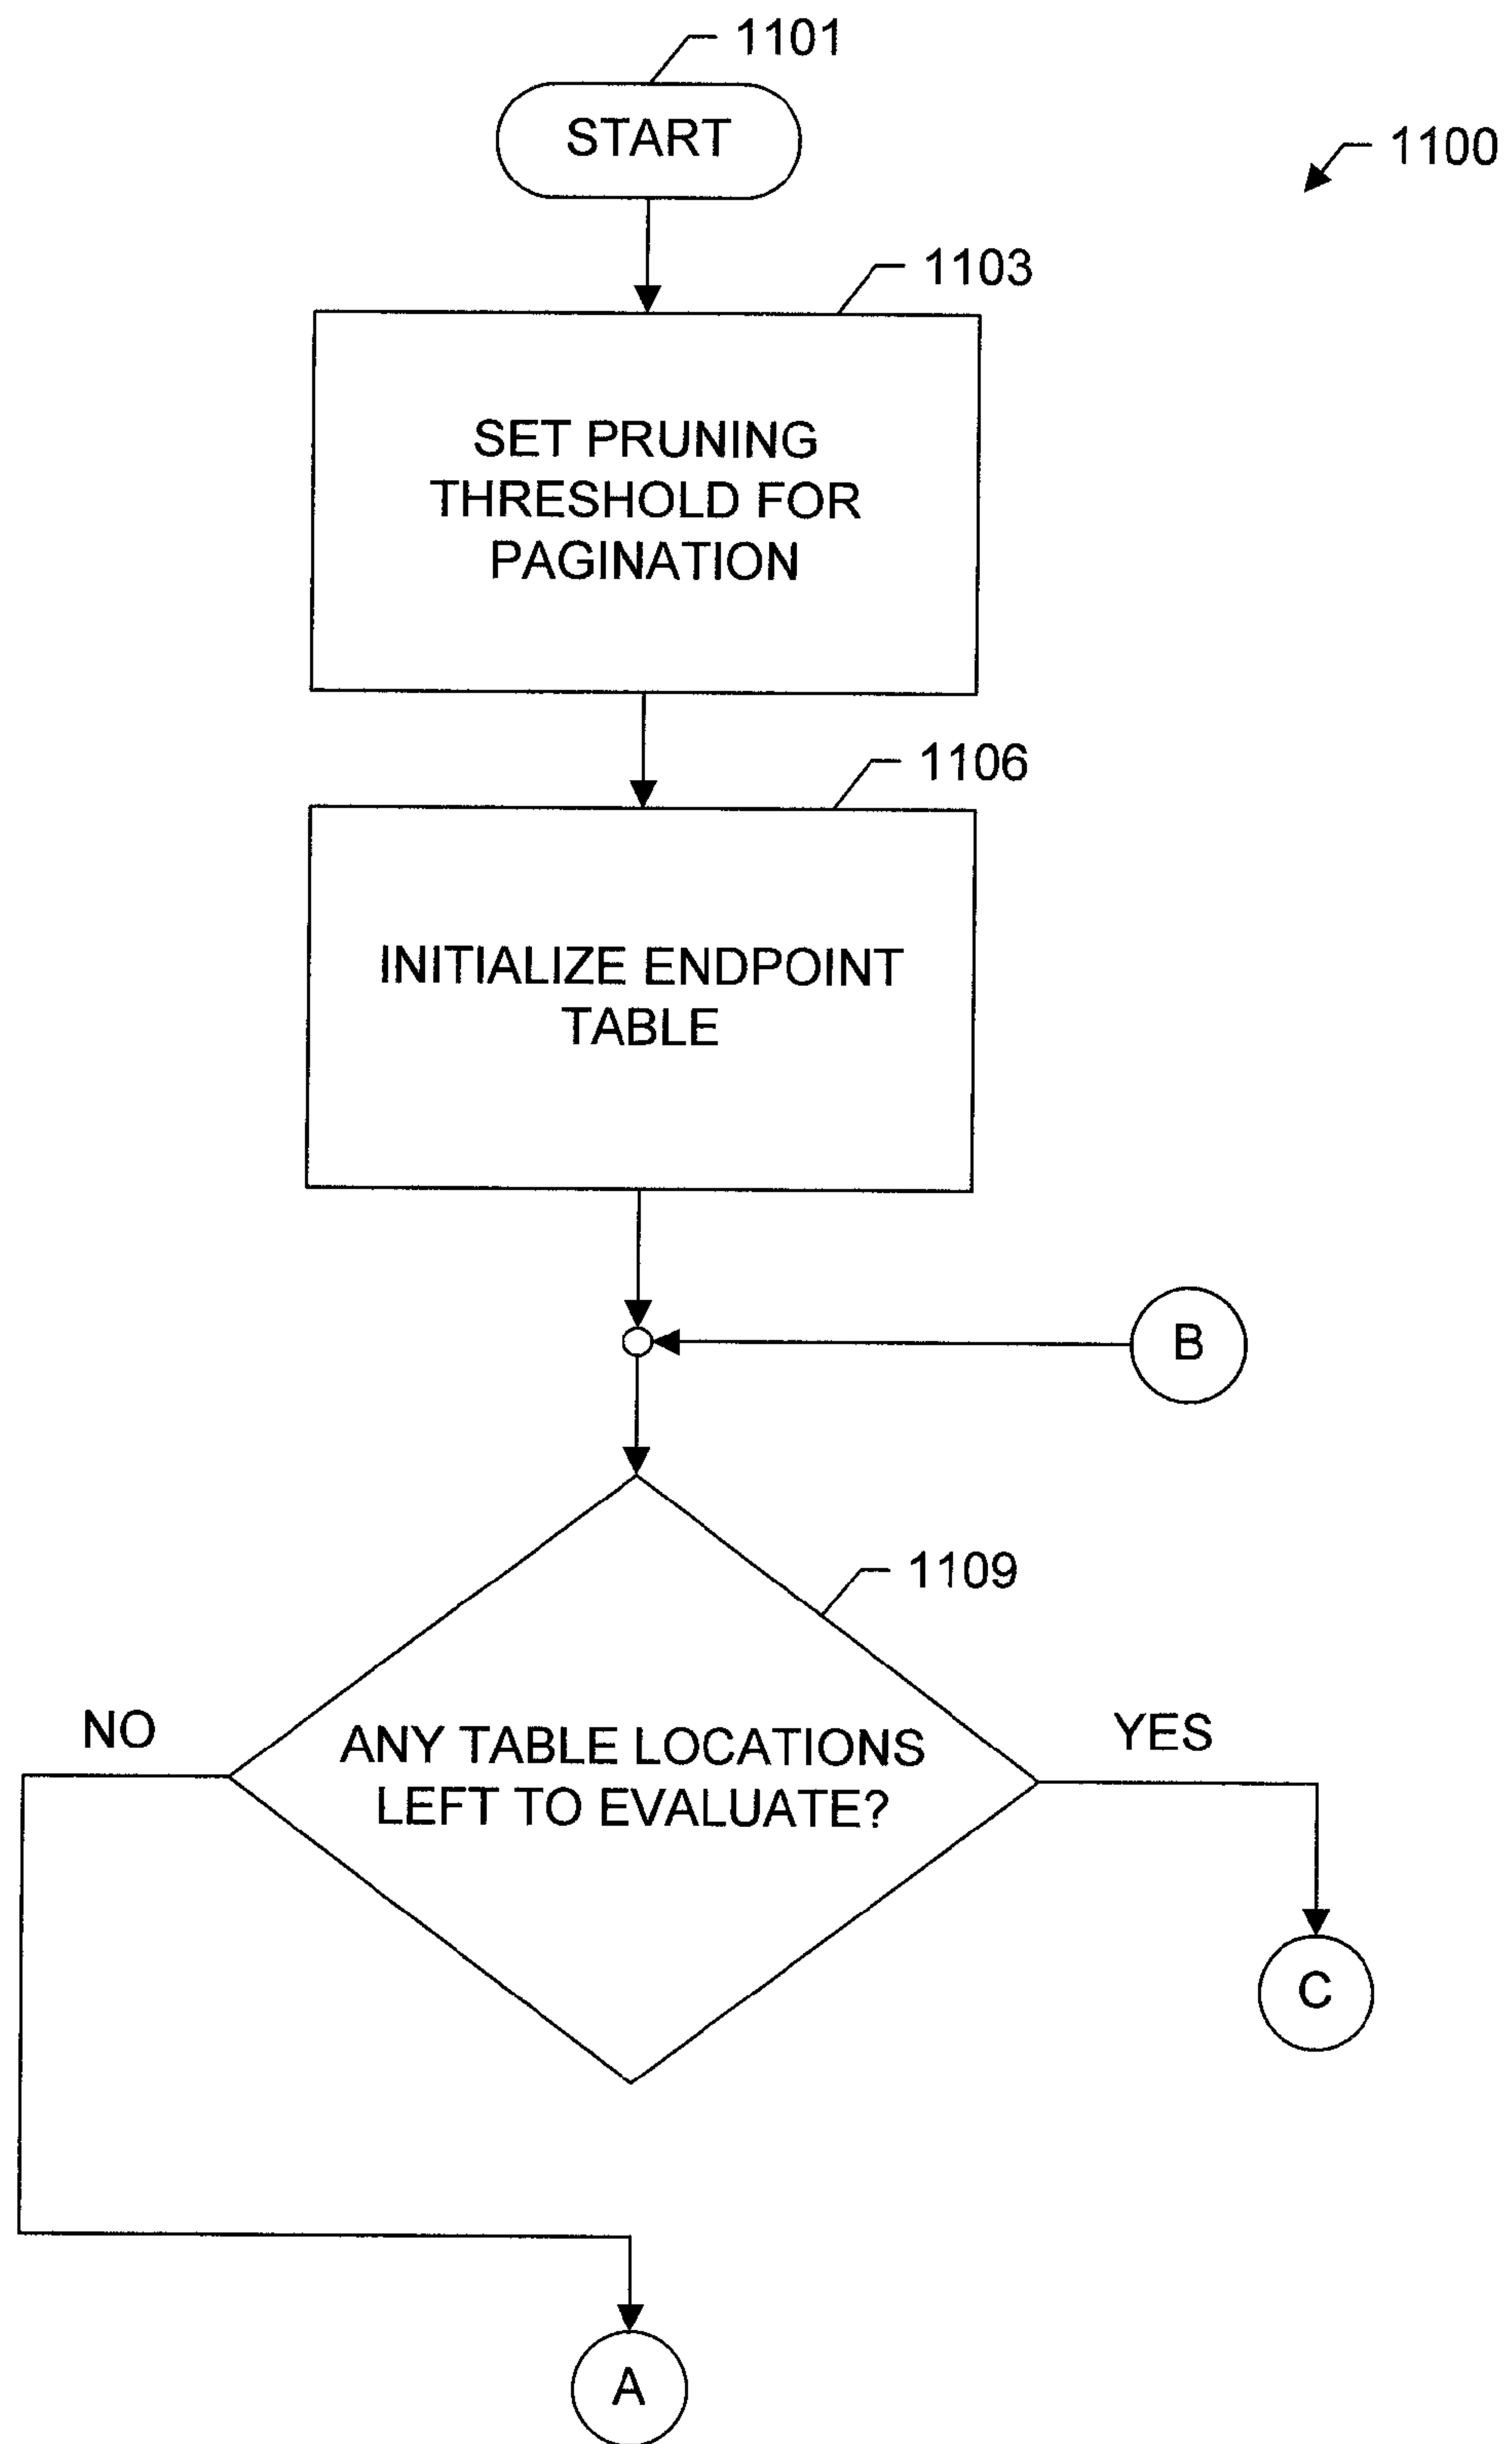 1101
START
1100
1103
SET PRUNING
THRESHOLD FOR
PAGINATION
1106
INITIALIZE ENDPOINT
TABLE
B
1109
NO
ANY TABLE LOCATIONS
LEFT TO EVALUATE?
YES
C
A